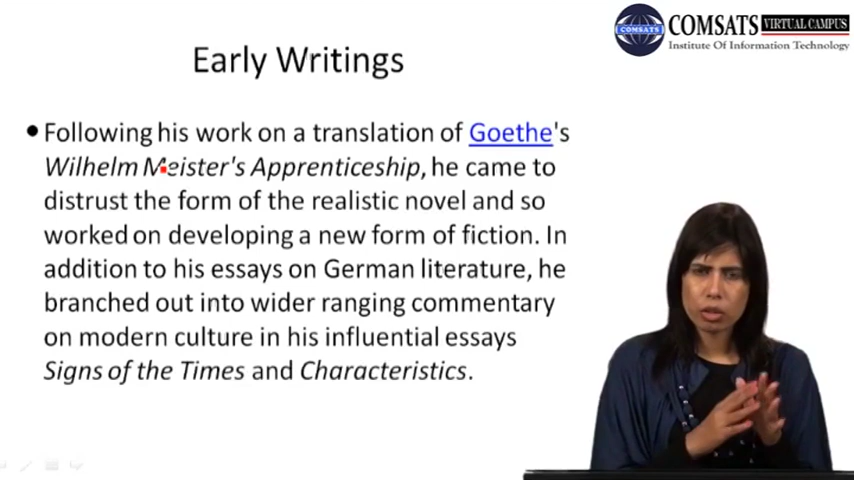 COMSATS VIRTUAL CAMPUS
COMSATS
Institute Of Information Technology
Early Writings
• Following his work on a translation of Goethe's
Wilhelm Meister's Apprenticeship, he came to
distrust the form of the realistic novel and so
worked on developing a new form of fiction. In
addition to his essays on German literature, he
branched out into wider ranging commentary
on modern culture in his influential essays
Signs of the Times and Characteristics.